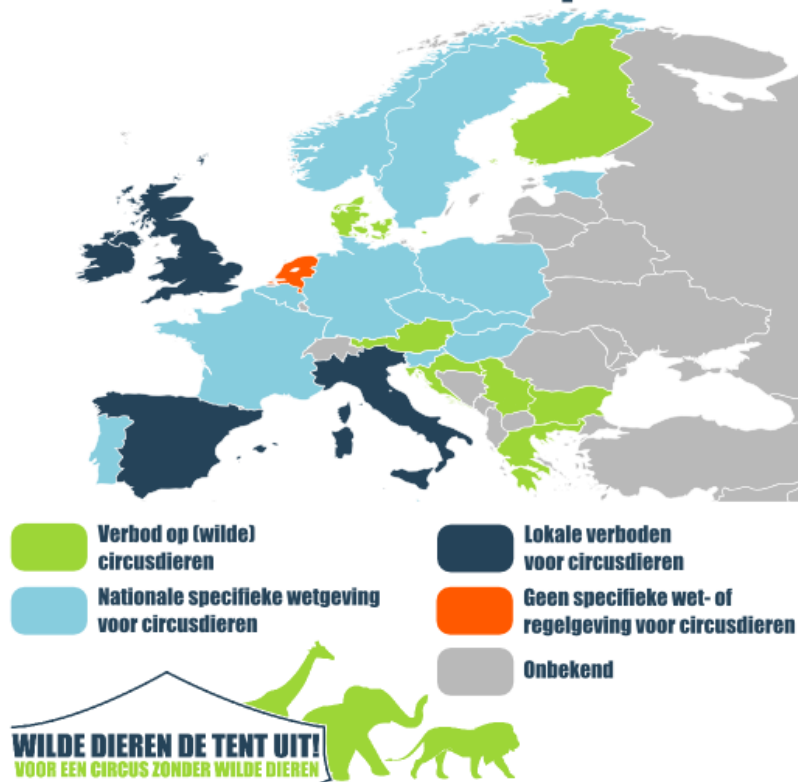 Verbod op (wilde)
circusdieren
Nationale specifieke wetgeving
voor circusdieren
Lokale verboden
voor circusdieren
Geen specifieke wet- of
regelgeving voor circusdieren
Onbekend
WILDE DIEREN DE TENT UIT!
VOOR EEN CIRCUS ZONDER WILDE DIEREN